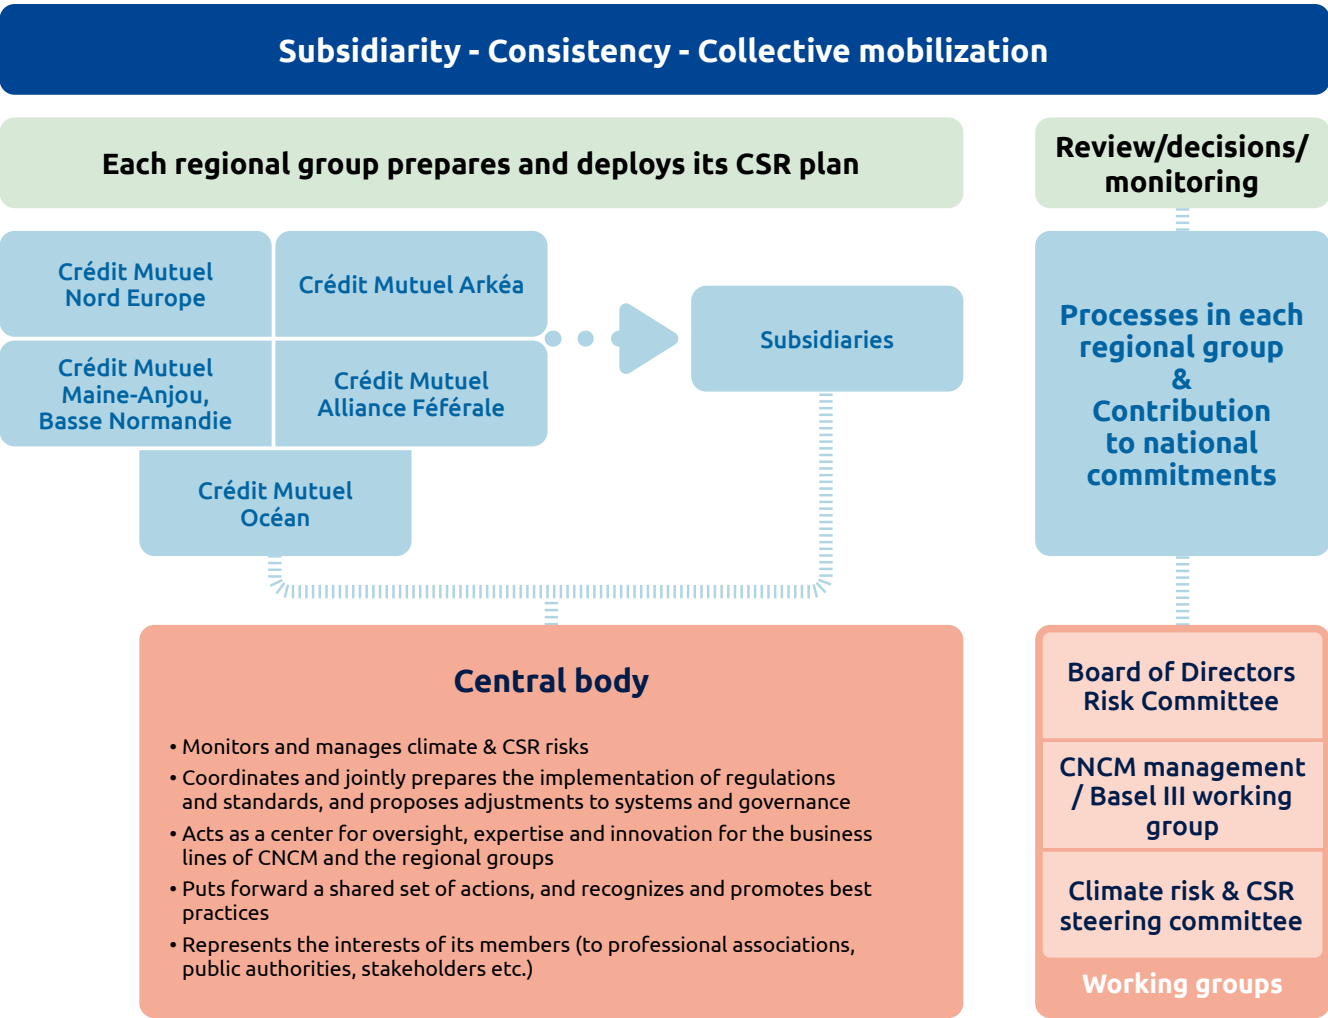 Subsidiarity - Consistency - Collective mobilization
Each regional group prepares and deploys its CSR plan
Crédit Mutuel
Nord Europe
Crédit Mutuel Arkéa
Crédit Mutuel
Maine-Anjou,
Basse Normandie
Crédit Mutuel
Alliance Féférale
Crédit Mutuel
Océan
Subsidiaries
Central body
• Monitors and manages climate & CSR risks
• Coordinates and jointly prepares the implementation of regulations
and standards, and proposes adjustments to systems and governance
• Acts as a center for oversight, expertise and innovation for the business
lines of CNCM and the regional groups
• Puts forward a shared set of actions, and recognizes and promotes best
practices
• Represents the interests of its members (to professional associations,
public authorities, stakeholders etc.)
Review/decisions/
monitoring
Processes in each
regional group
&
Contribution
to national
commitments
Board of Directors
Risk Committee
CNCM management
/ Basel III working
group
Climate risk & CSR
steering committee
Working groups